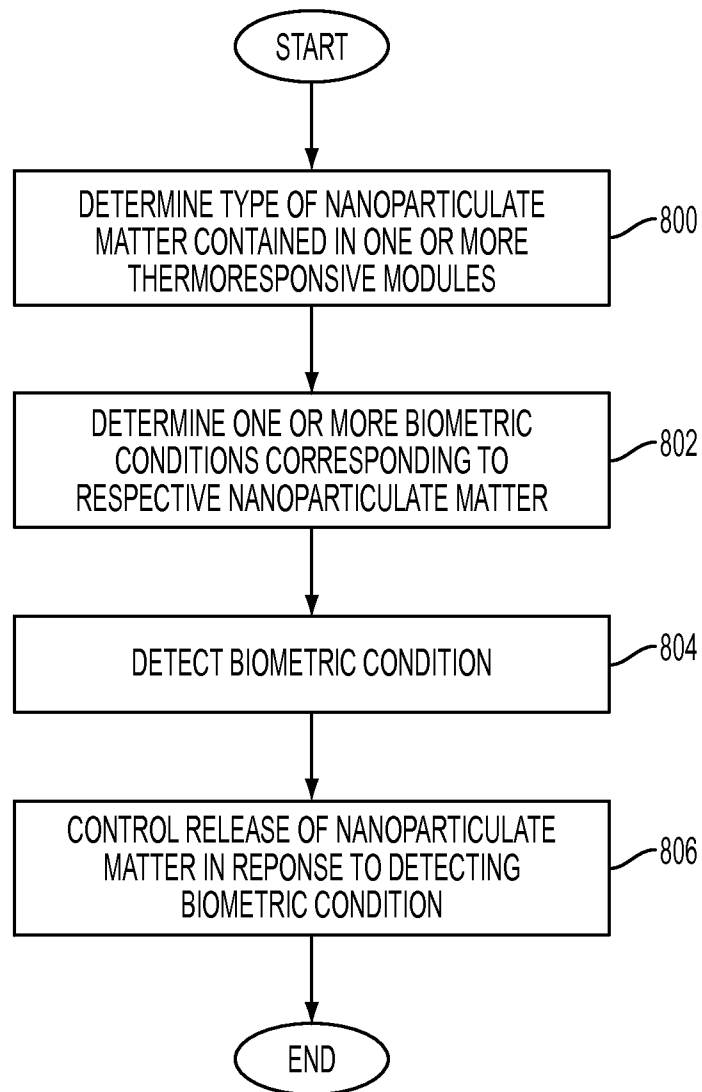 START
DETERMINE TYPE OF NANOPARTICULATE
MATTER CONTAINED IN ONE OR MORE
THERMORESPONSIVE MODULES
800
DETERMINE ONE OR MORE BIOMETRIC
CONDITIONS CORRESPONDING TO
RESPECTIVE NANOPARTICULATE MATTER
802
DETECT BIOMETRIC CONDITION
804
CONTROL RELEASE OF NANOPARTICULATE
MATTER IN REPONSE TO DETECTING
BIOMETRIC CONDITION
806
END